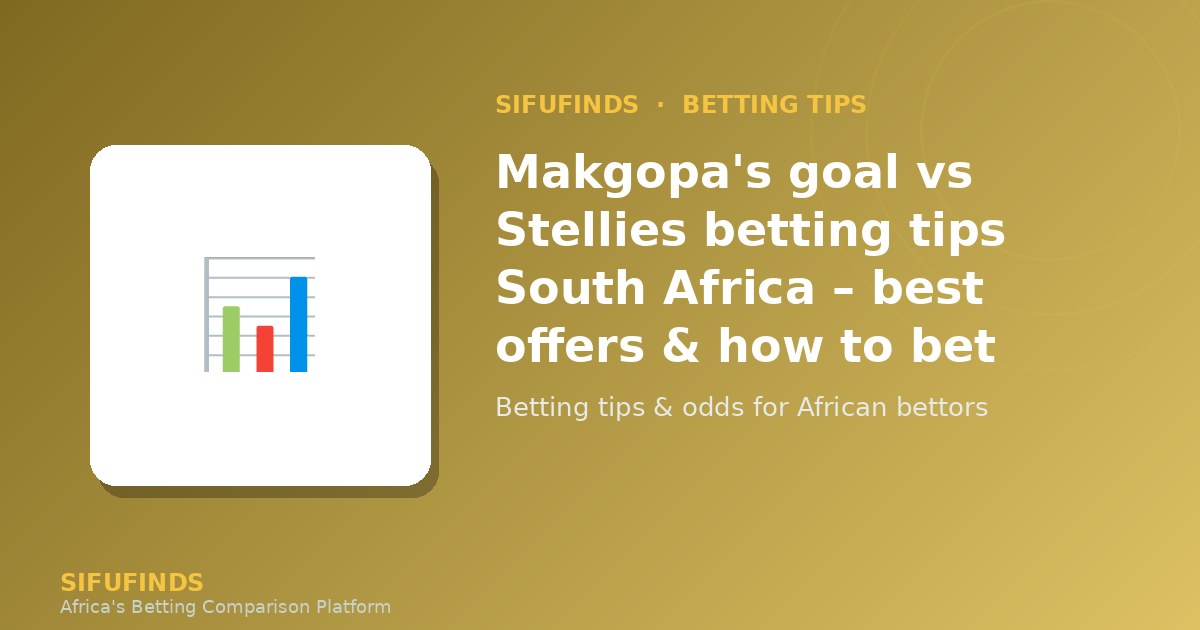 SIFUFINDS · BETTING TIPS
Makgopa's goal vs
Stellies betting tips
South Africa – best
offers & how to bet
Betting tips & odds for African bettors
SIFUFINDS
Africa's Betting Comparison Platform